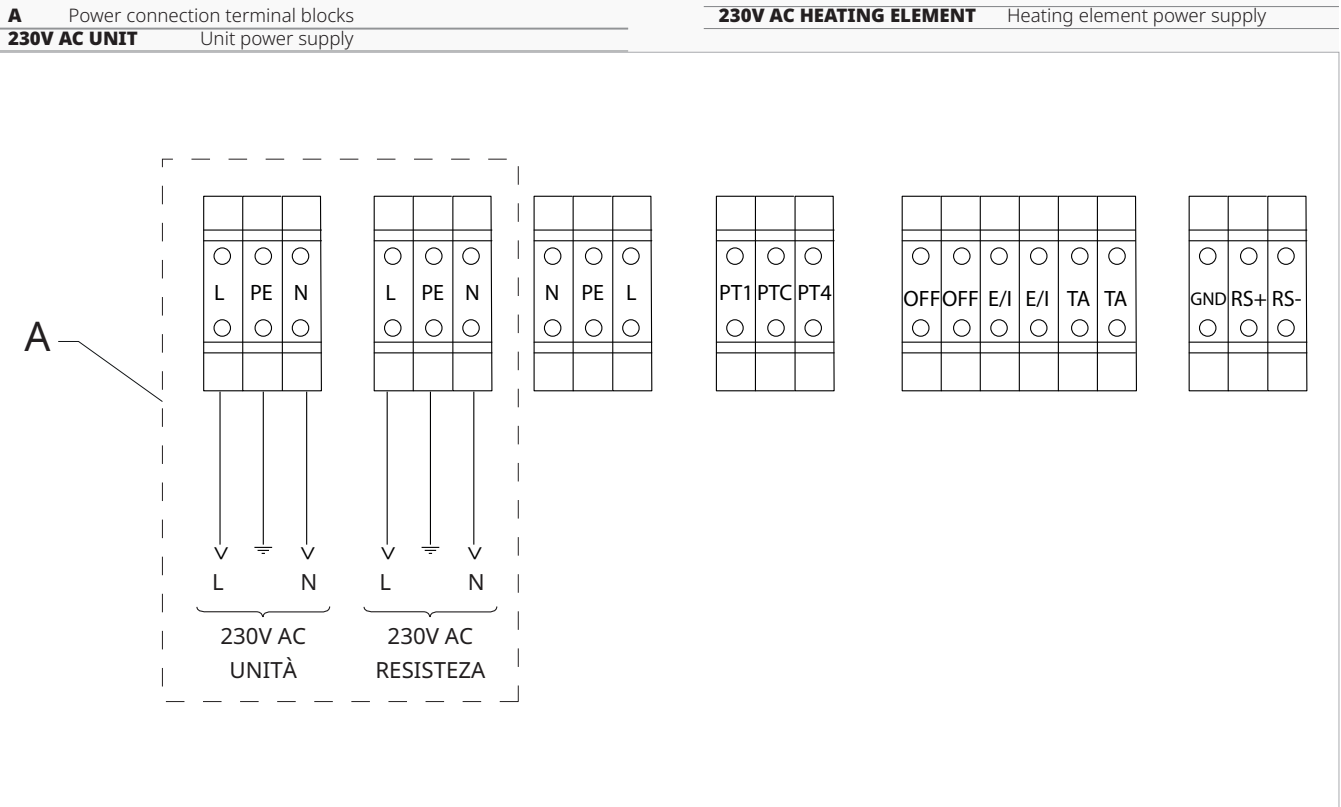 A Power connection terminal blocks
230V AC UNIT Unit power supply
230V AC HEATING ELEMENT Heating element power supply
A
L PE N
L PE N
N PE L
PT1 PTC PT4
OFF OFF E/I E/I TA TA
GND RS+ RS-
L N
230V AC
UNITÀ
L N
230V AC
RESISTEZA